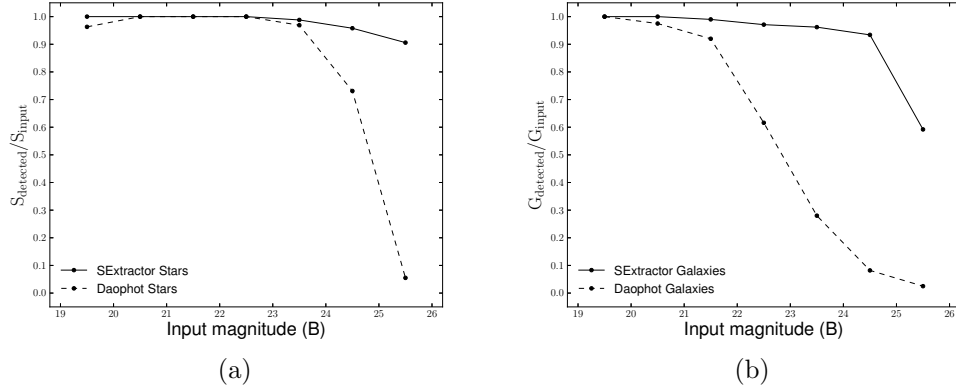 1.0
0.9
0.8
0.7
0.6
0.5
0.4
0.3
0.2
0.1
0.0
S_detected/S_input
SExtractor Stars
Daophot Stars
19 20 21 22 23 24 25 26
Input magnitude (B)
(a)
1.0
0.9
0.8
0.7
0.6
0.5
0.4
0.3
0.2
0.1
0.0
G_detected/G_input
SExtractor Galaxies
Daophot Galaxies
19 20 21 22 23 24 25 26
Input magnitude (B)
(b)